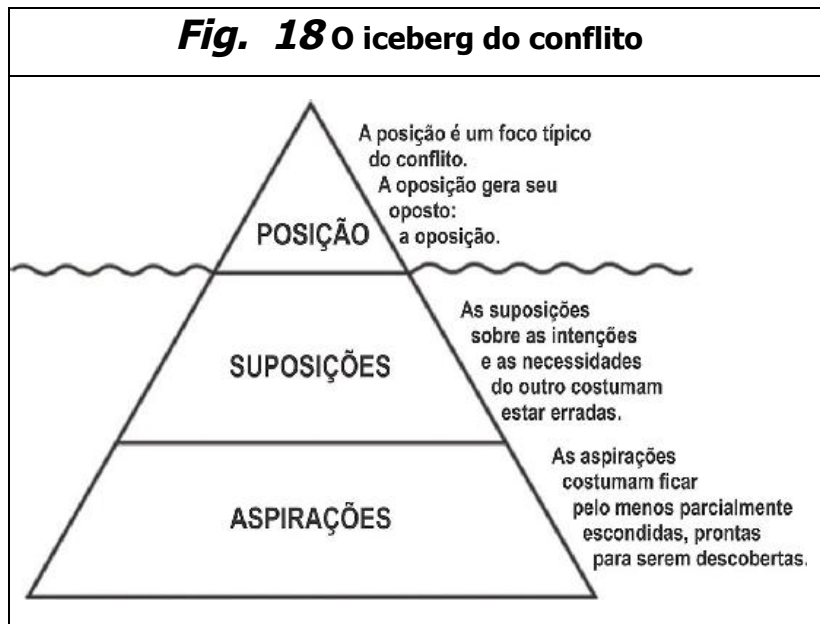 Fig. 18 O iceberg do conflito
A posição é um foco típico
do conflito.
A oposição gera seu
oposto:
a oposição.
POSIÇÃO
As suposições
sobre as intenções
e as necessidades
do outro costumam
estar erradas.
SUPOSIÇÕES
As aspirações
costumam ficar
pelo menos parcialmente
escondidas, prontas
para serem descobertas.
ASPIRAÇÕES